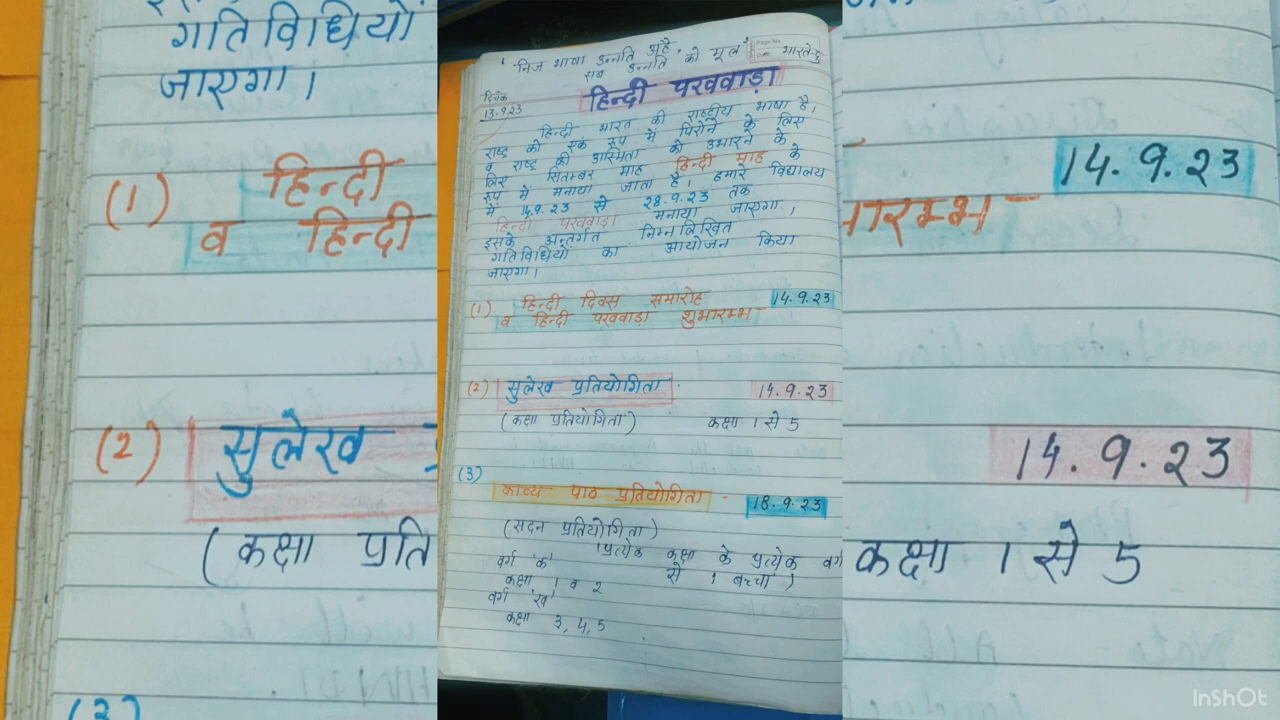 ' निज भाषा उन्नति अहै,
सब उन्नति को मूल'
Page No.
Date
दिनांक
13.9.23
हिन्दी पखवाड़ा
हिन्दी भारत की राष्ट्रीय भाषा है,
राष्ट्र को एक रूप में पिरोने के लिए
व राष्ट्र की अस्मिता को उभारने के
लिए सितम्बर माह हिन्दी माह के
रूप में मनाया जाता है। हमारे विद्यालय
में 14.9.23 से 28.9.23 तक
हिन्दी पखवाड़ा मनाया जाएगा।
इसके अन्तर्गत निम्नलिखित
गतिविधियों का आयोजन किया
जाएगा।
(1) हिन्दी दिवस समारोह 14.9.23
व हिन्दी पखवाड़ा शुभारम्भ -
(2) सुलेख प्रतियोगिता . 14.9.23
(कक्षा प्रतियोगिता) कक्षा 1 से 5
(3)
काव्य पाठ प्रतियोगिता - 18.9.23
(सदन प्रतियोगिता)
वर्ग 'क' (प्रत्येक कक्षा के प्रत्येक वर्ग
कक्षा 1 व 2 से 1 बच्चा)
वर्ग 'ख'
कक्षा 3, 4, 5
गतिविधियों
जाएगा।
(1) हिन्दी
व हिन्दी
(2) सुलेख
(कक्षा प्रति
(3)
14.9.23
भारम्भ -
14.9.23
कक्षा 1 से 5
InShOt